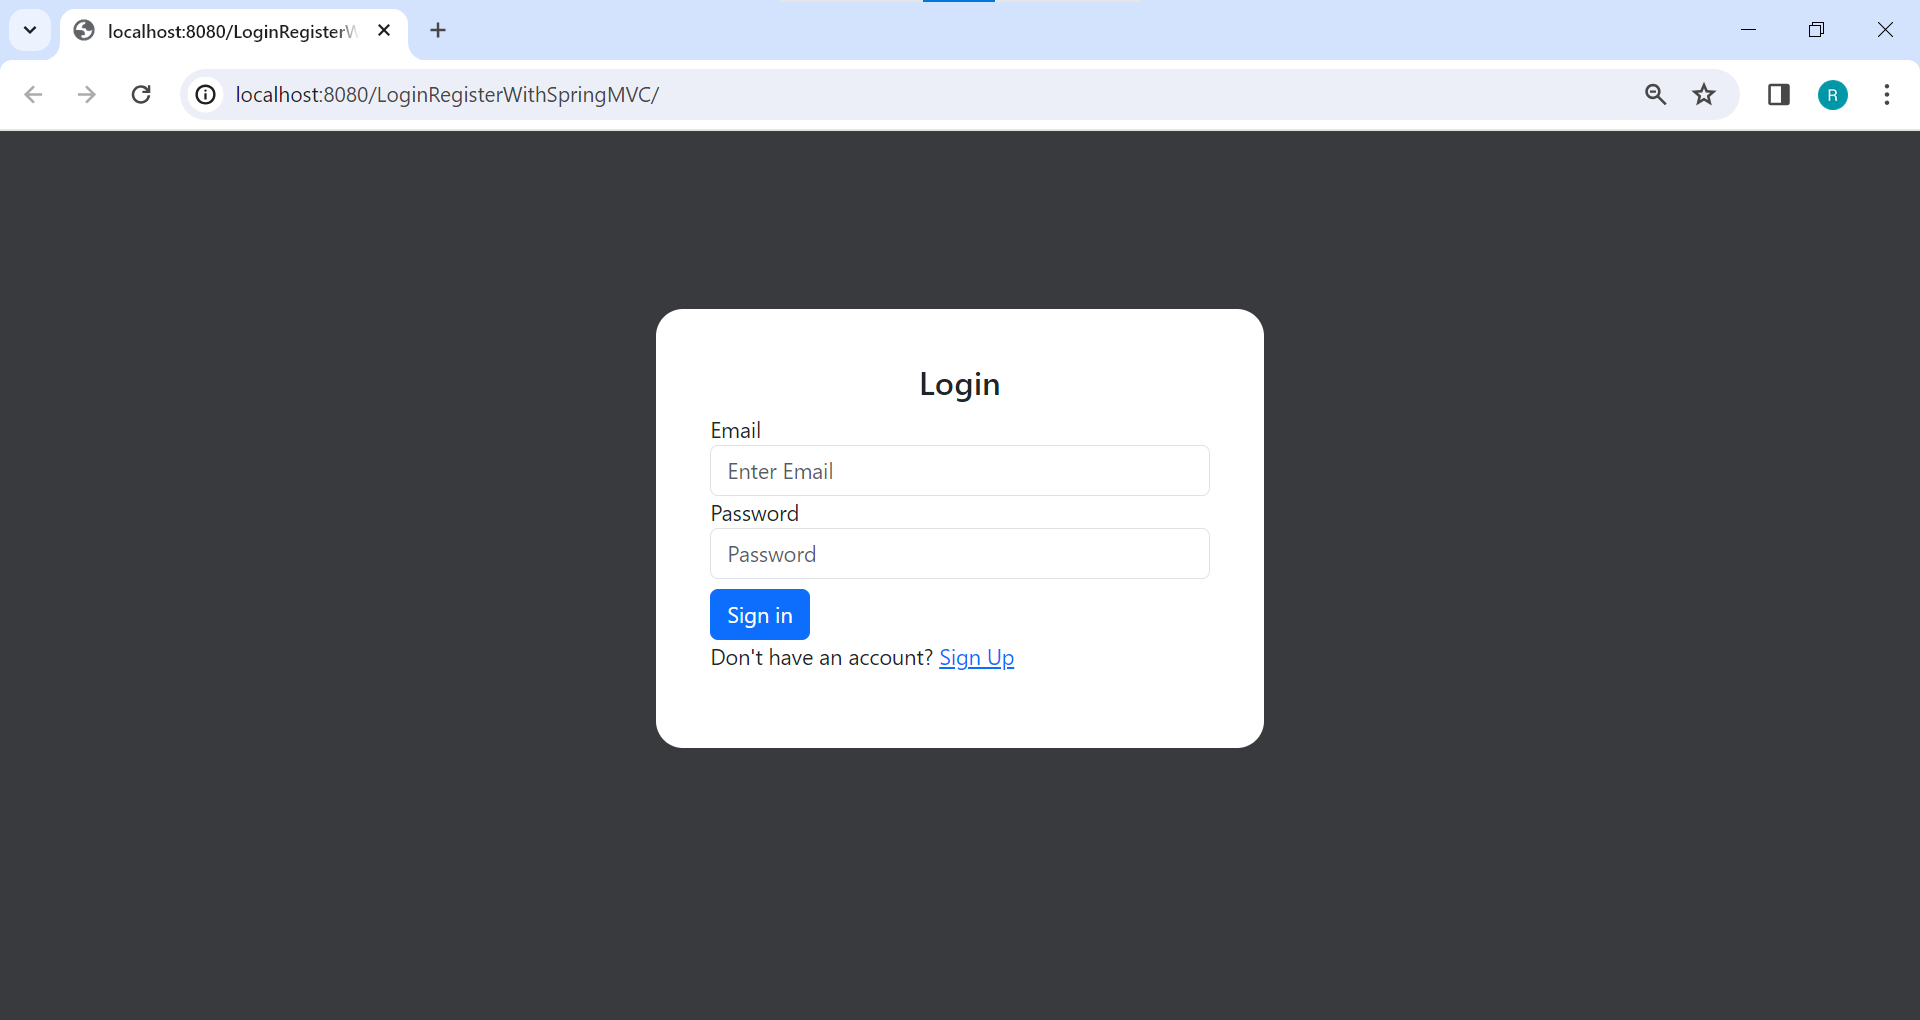 localhost:8080/LoginRegisterW
localhost:8080/LoginRegisterWithSpringMVC/
R
Login
Email
Enter Email
Password
Password
Sign in
Don't have an account? Sign Up